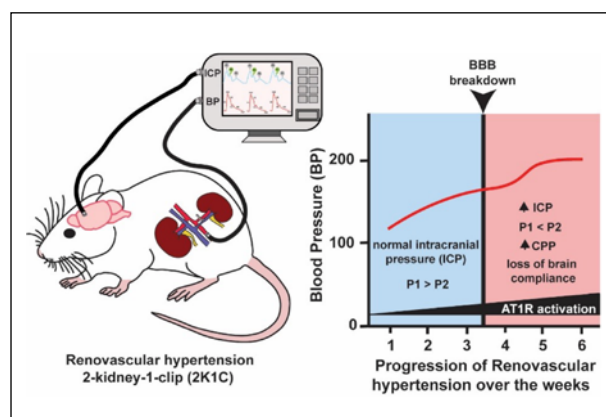 ICP
BP
Renovascular hypertension
2-kidney-1-clip (2K1C)
BBB
breakdown
Blood Pressure (BP)
200
100
0
normal intracranial
pressure (ICP)
P1 > P2
ICP
P1 < P2
CPP
loss of brain
compliance
AT1R activation
1 2 3 4 5 6
Progression of Renovascular
hypertension over the weeks